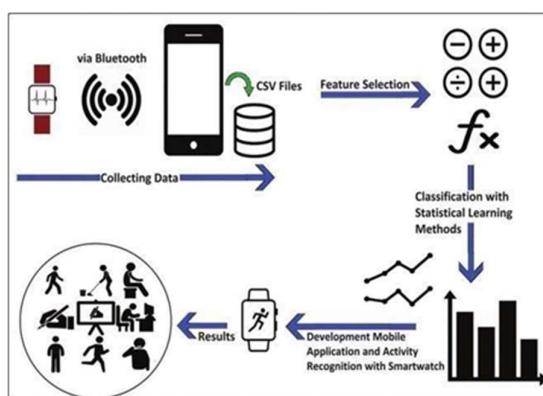 via Bluetooth
CSV Files
Feature Selection
fx
Collecting Data
Classification with
Statistical Learning
Methods
Results
Development Mobile
Application and Activity
Recognition with Smartwatch